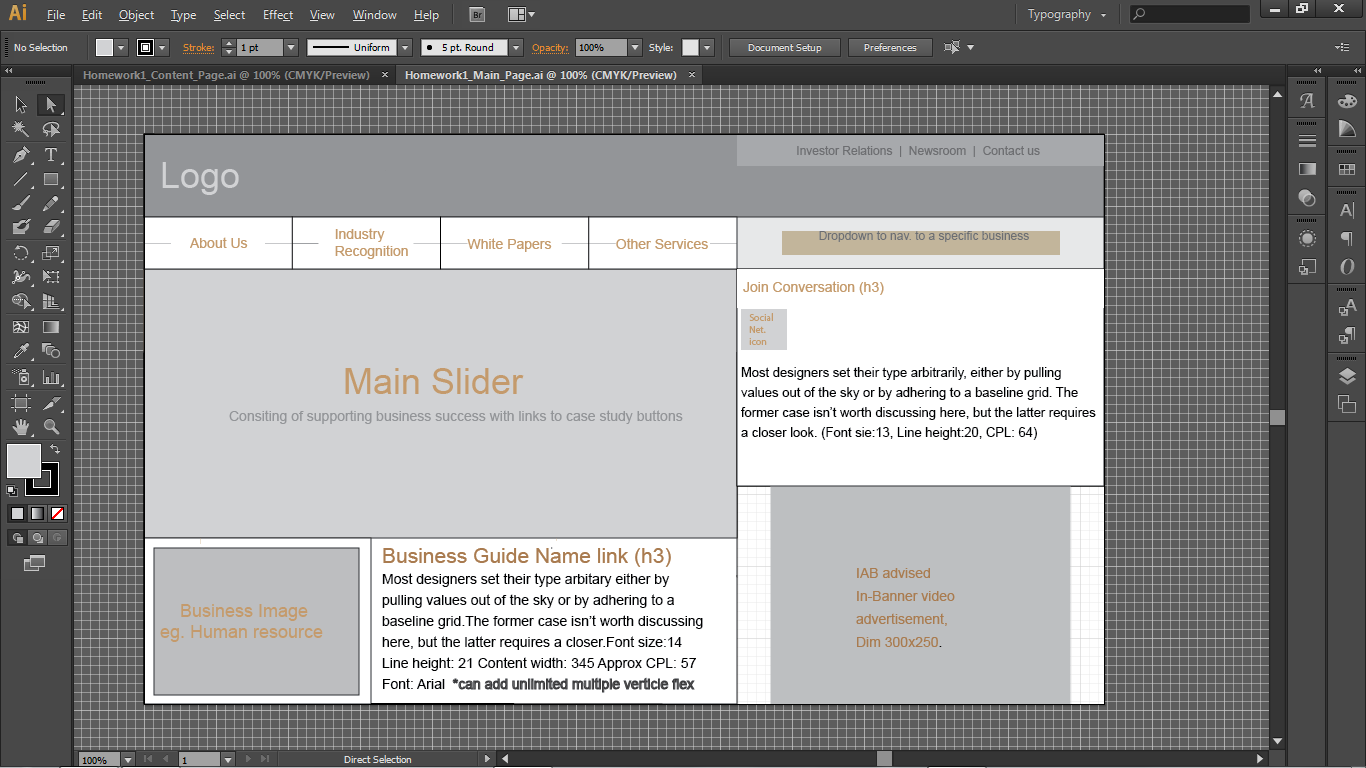 Ai File Edit Object Type Select Effect View Window Help Br Typography
No Selection Stroke: 1 pt Uniform 5 pt. Round Opacity: 100% Style: Document Setup Preferences
Homework1_Content_Page.ai @ 100% (CMYK/Preview) × Homework1_Main_Page.ai @ 100% (CMYK/Preview) ×
Investor Relations | Newsroom | Contact us
Logo
About Us
Industry
Recognition
White Papers
Other Services
Dropdown to nav. to a specific business
Join Conversation (h3)
Social
Net.
icon
Most designers set their type arbitrarily, either by pulling
values out of the sky or by adhering to a baseline grid. The
former case isn't worth discussing here, but the latter requires
a closer look. (Font sie:13, Line height:20, CPL: 64)
Main Slider
Consiting of supporting business success with links to case study buttons
Business Image
eg. Human resource
Business Guide Name link (h3)
Most designers set their type arbitary either by
pulling values out of the sky or by adhering to a
baseline grid.The former case isn't worth discussing
here, but the latter requires a closer.Font size:14
Line height: 21 Content width: 345 Approx CPL: 57
Font: Arial *can add unlimited multiple verticle flex
IAB advised
In-Banner video
advertisement,
Dim 300x250.
100% 1 Direct Selection